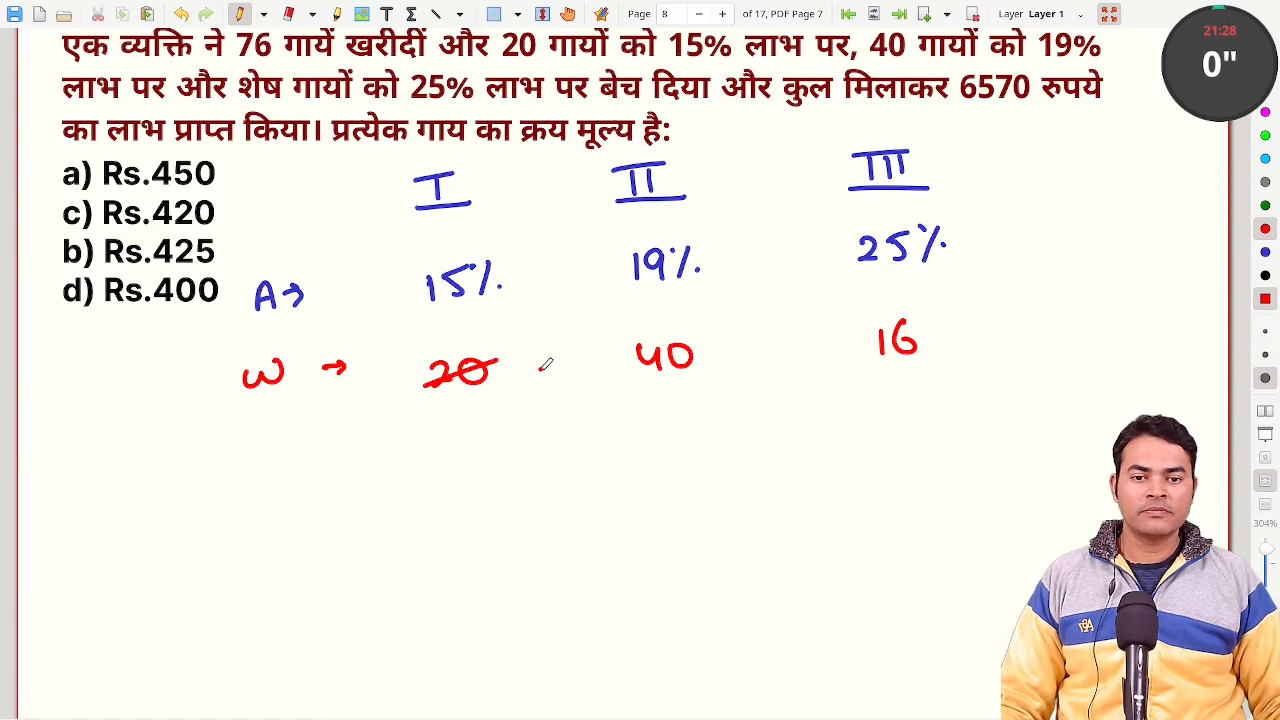 Page 8 of 17 PDF Page 7 Layer Layer 1
21:28
0"
एक व्यक्ति ने 76 गायें खरीदीं और 20 गायों को 15% लाभ पर, 40 गायों को 19%
लाभ पर और शेष गायों को 25% लाभ पर बेच दिया और कुल मिलाकर 6570 रुपये
का लाभ प्राप्त किया। प्रत्येक गाय का क्रय मूल्य है:
a) Rs.450
c) Rs.420
b) Rs.425
d) Rs.400
I II III
A→ 15% 19% 25%
W → 20 40 16
304%